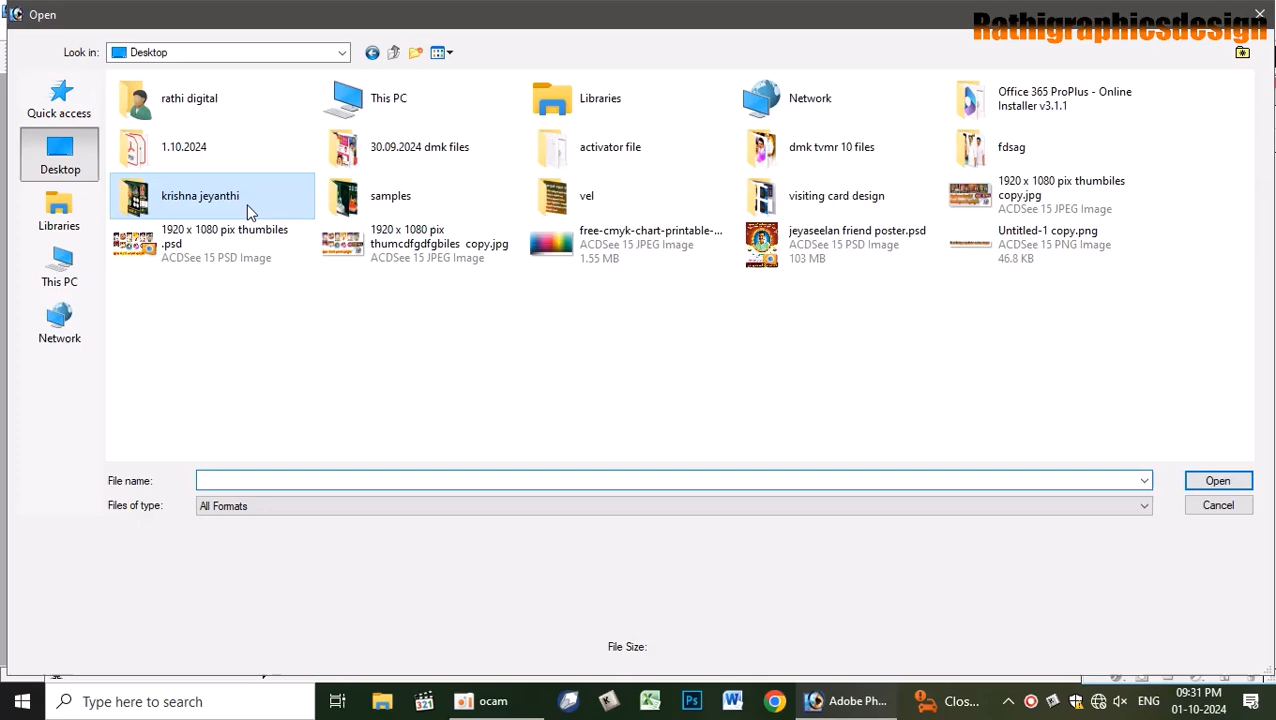 Open
Rathigraphicsdesign
Look in:
Desktop
Quick access
Desktop
Libraries
This PC
Network
rathi digital
This PC
Libraries
Network
Office 365 ProPlus - Online
Installer v3.1.1
1.10.2024
30.09.2024 dmk files
activator file
dmk tvmr 10 files
fdsag
krishna jeyanthi
samples
vel
visiting card design
1920 x 1080 pix thumbiles
copy.jpg
ACDSee 15 JPEG Image
1920 x 1080 pix thumbiles
.psd
ACDSee 15 PSD Image
1920 x 1080 pix
thumcdfgdfgbiles copy.jpg
ACDSee 15 JPEG Image
free-cmyk-chart-printable-...
ACDSee 15 JPEG Image
1.55 MB
jeyaseelan friend poster.psd
ACDSee 15 PSD Image
103 MB
Untitled-1 copy.png
ACDSee 15 PNG Image
46.8 KB
File name:
Open
Files of type:
All Formats
Cancel
File Size:
Type here to search
321
ocam
Ps
Adobe Ph...
Clos...
ENG
09:31 PM
01-10-2024